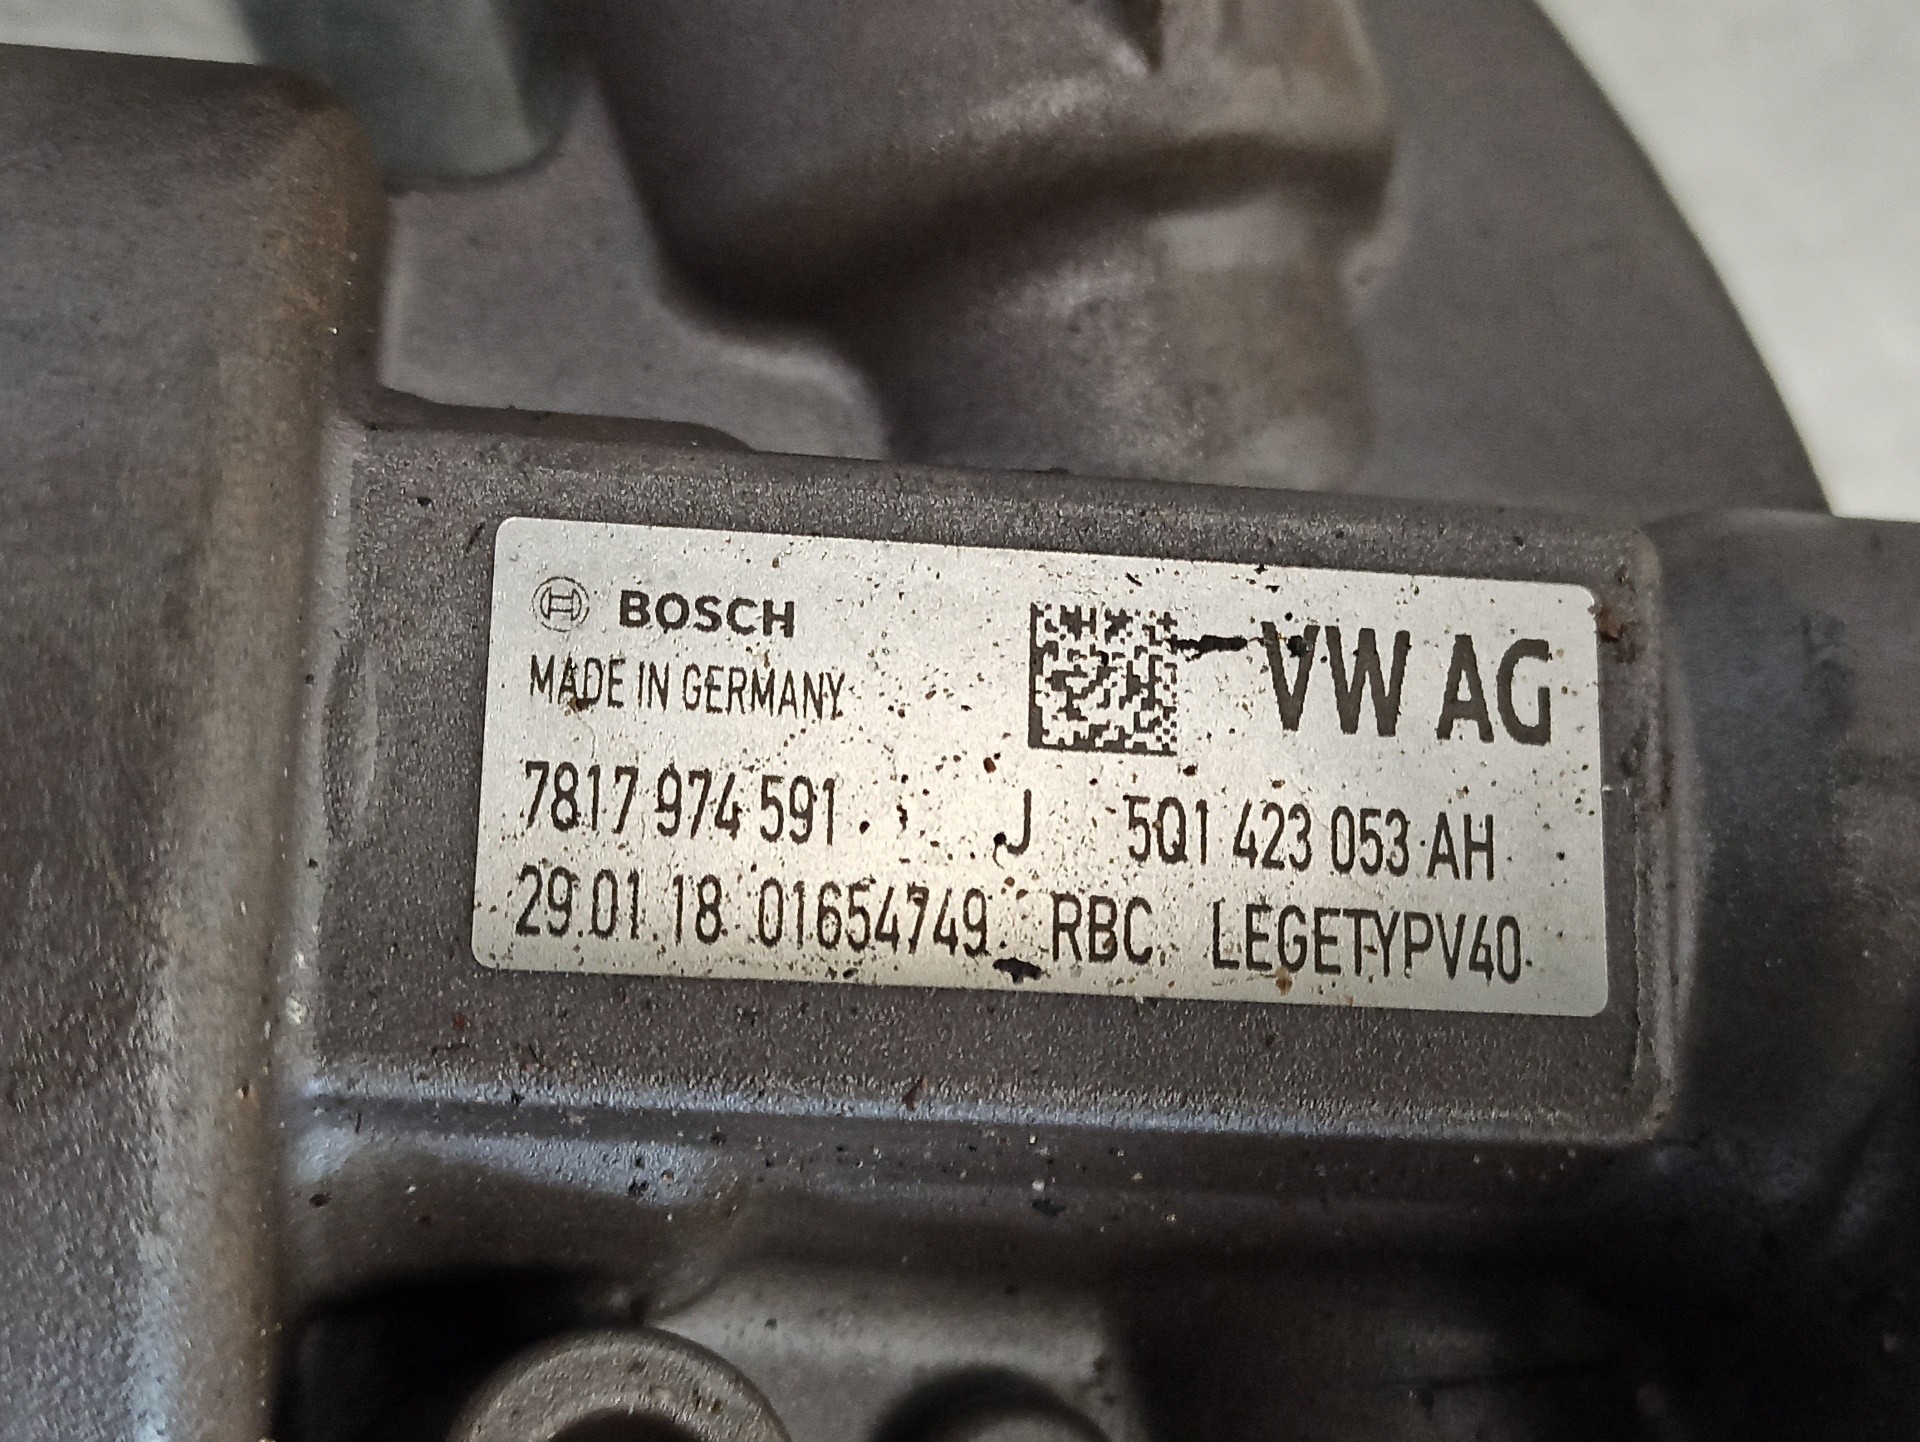 BOSCH
MADE IN GERMANY
VW AG
7817 974 591 J 5Q1 423 053 AH
29.01.18 01654749 RBC LEGETYPV40